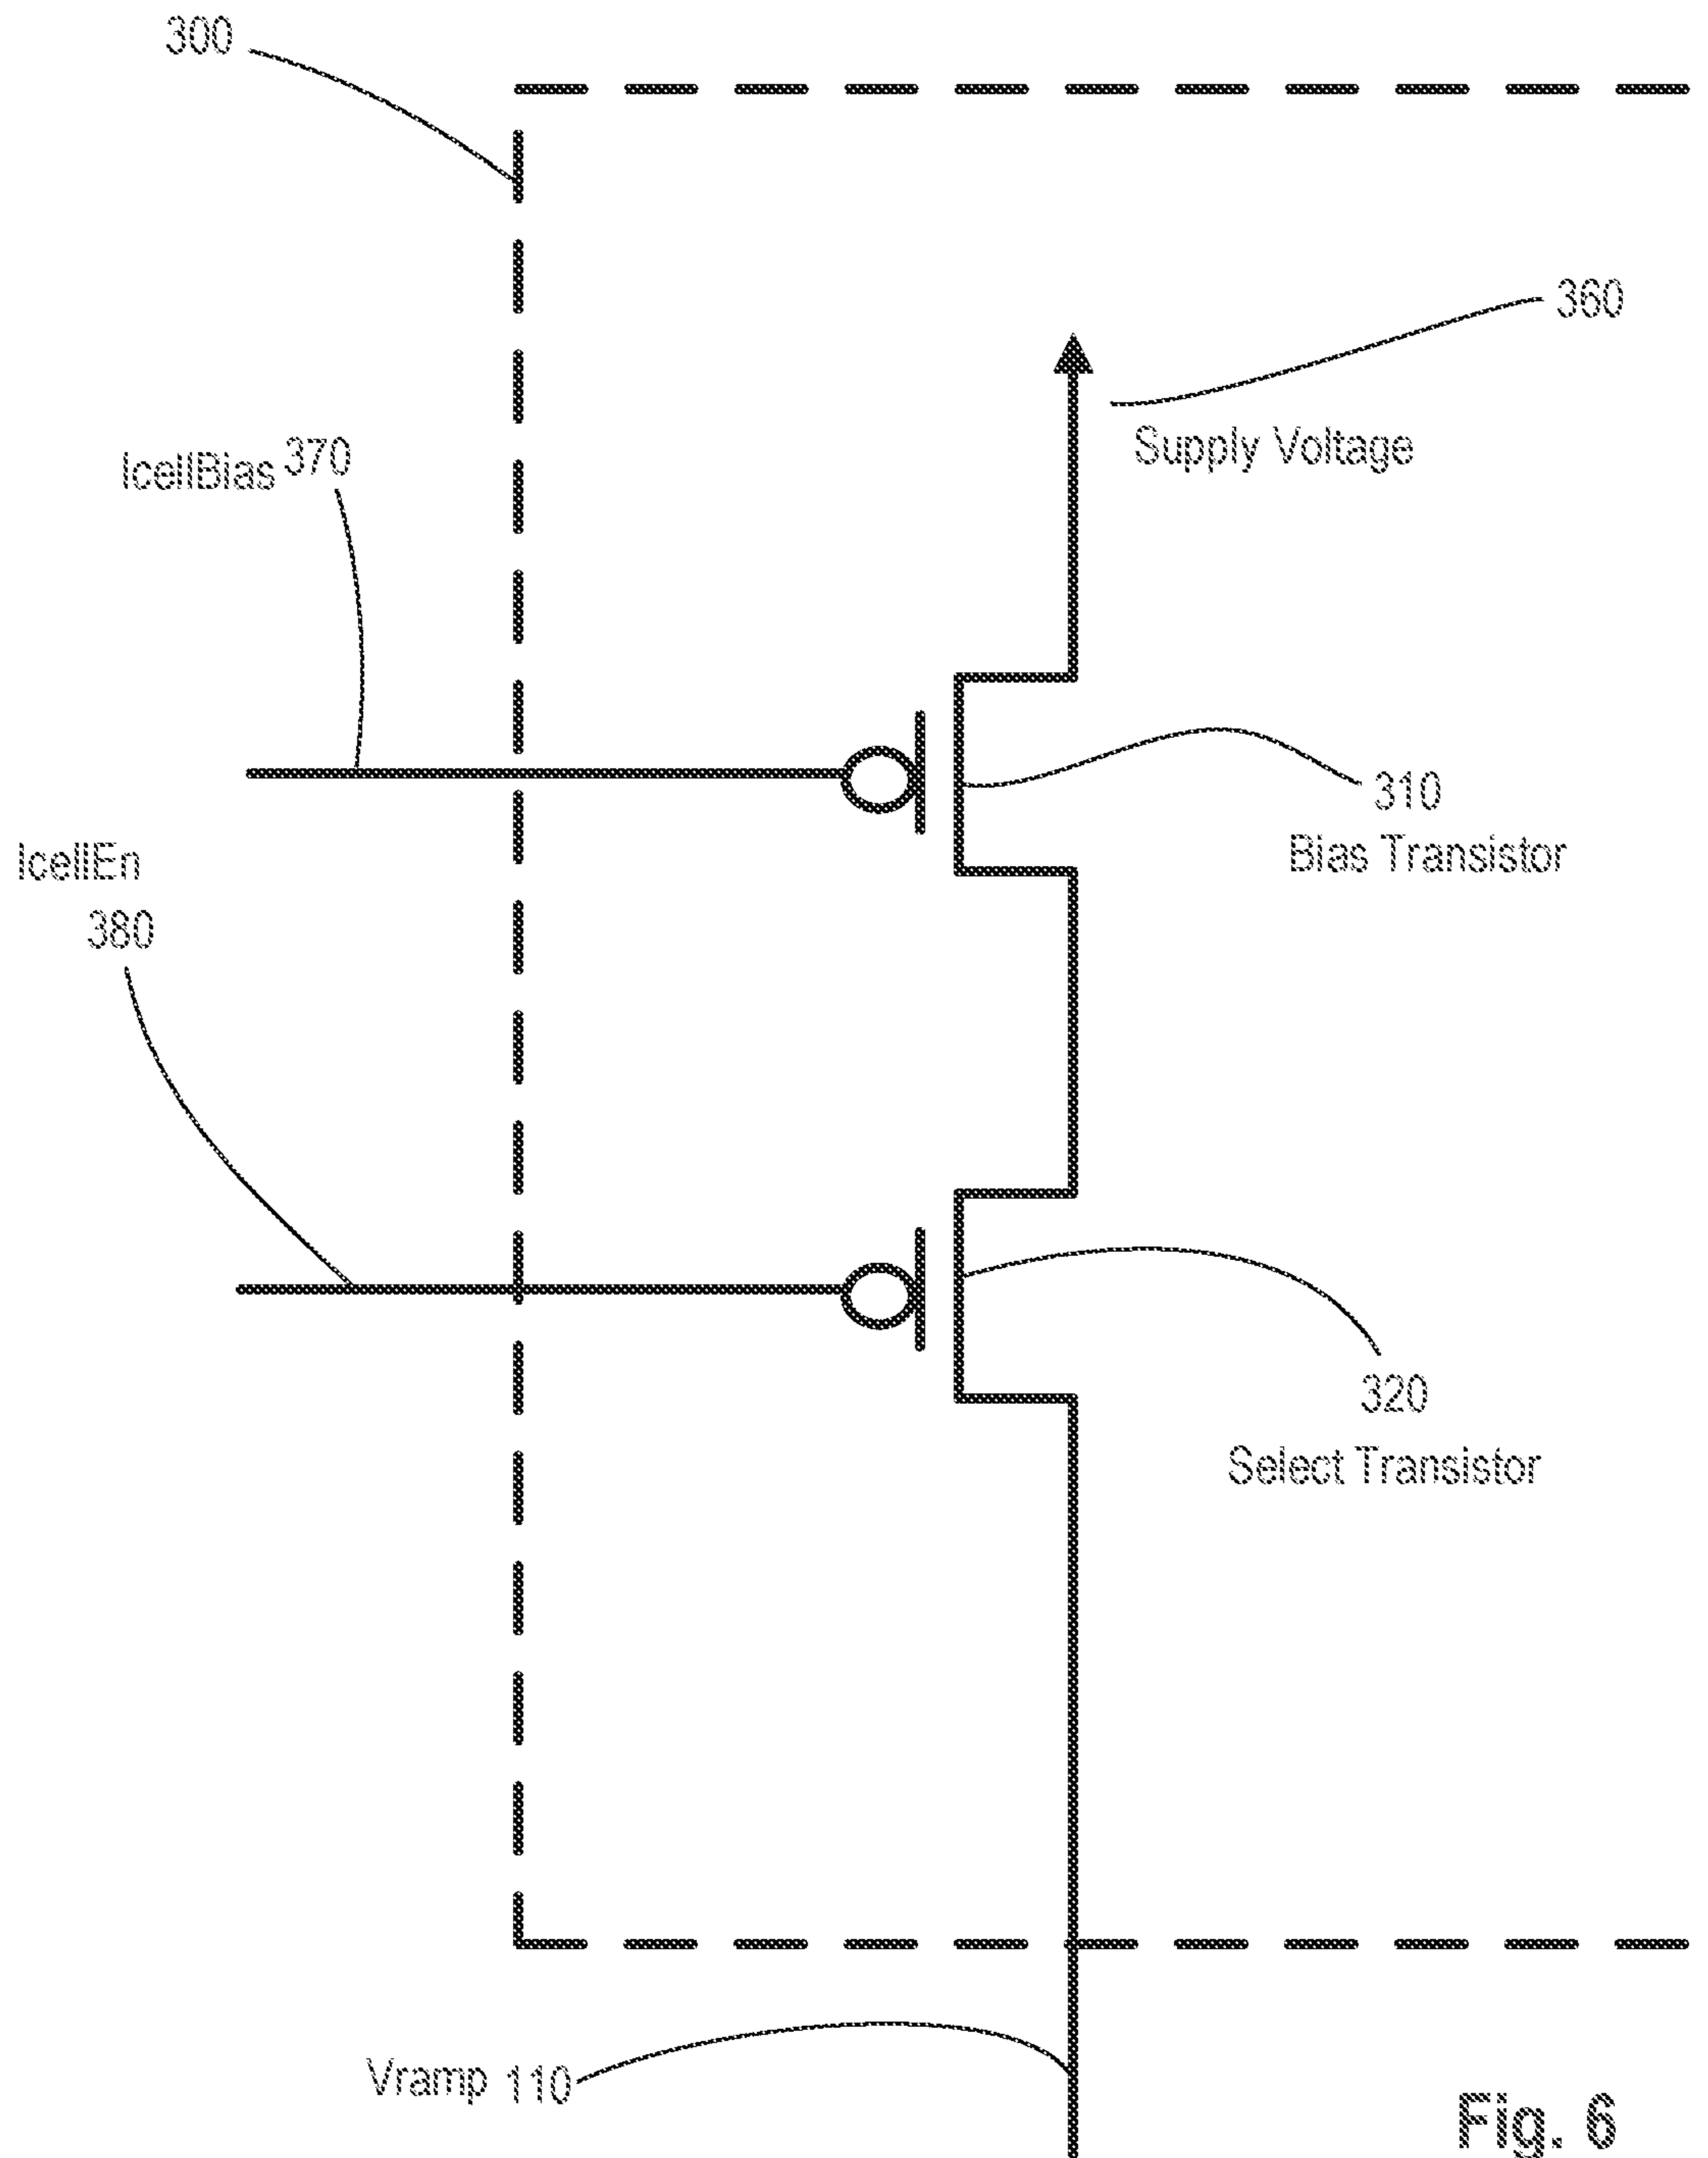 300
360
Supply Voltage
IcellBias 370
310
Bias Transistor
IcellEn
380
320
Select Transistor
Vramp 110
Fig. 6